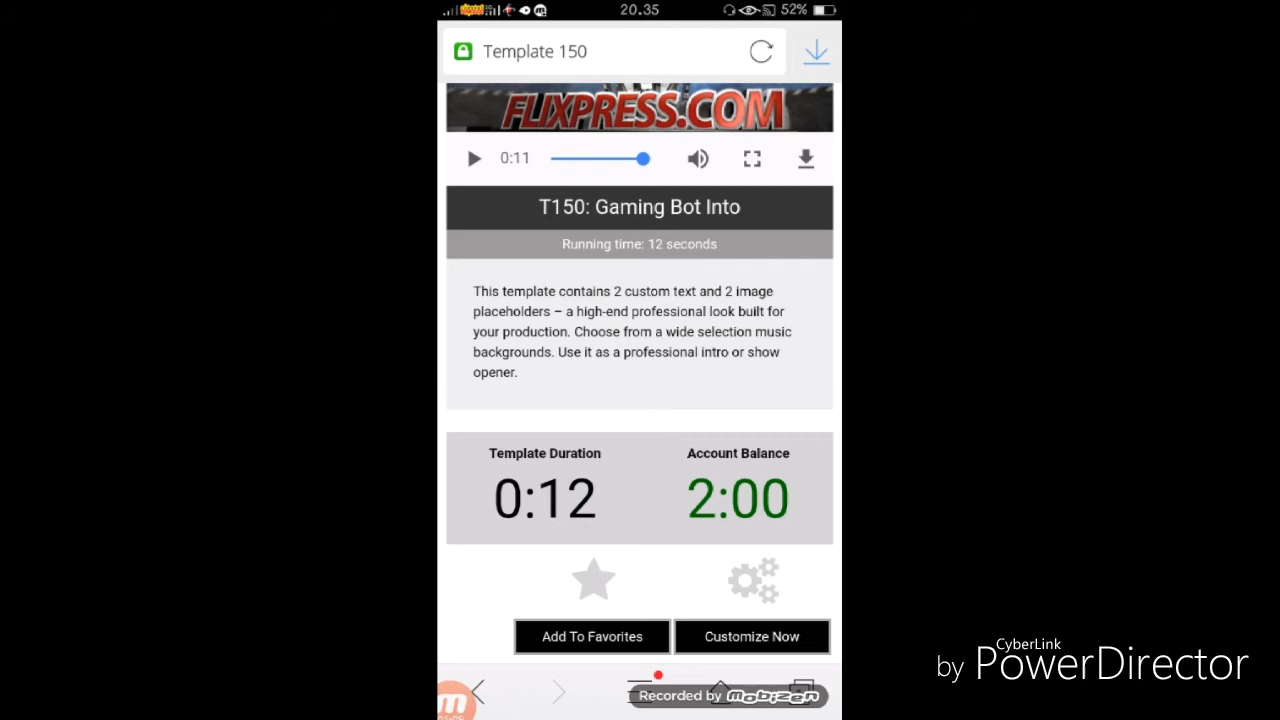 20.35
52%
Template 150
FLIXPRESS.COM
0:11
T150: Gaming Bot Into
Running time: 12 seconds
This template contains 2 custom text and 2 image
placeholders – a high-end professional look built for
your production. Choose from a wide selection music
backgrounds. Use it as a professional intro or show
opener.
Template Duration
Account Balance
0:12
2:00
Add To Favorites
Customize Now
Recorded by mobizen
CyberLink
by PowerDirector